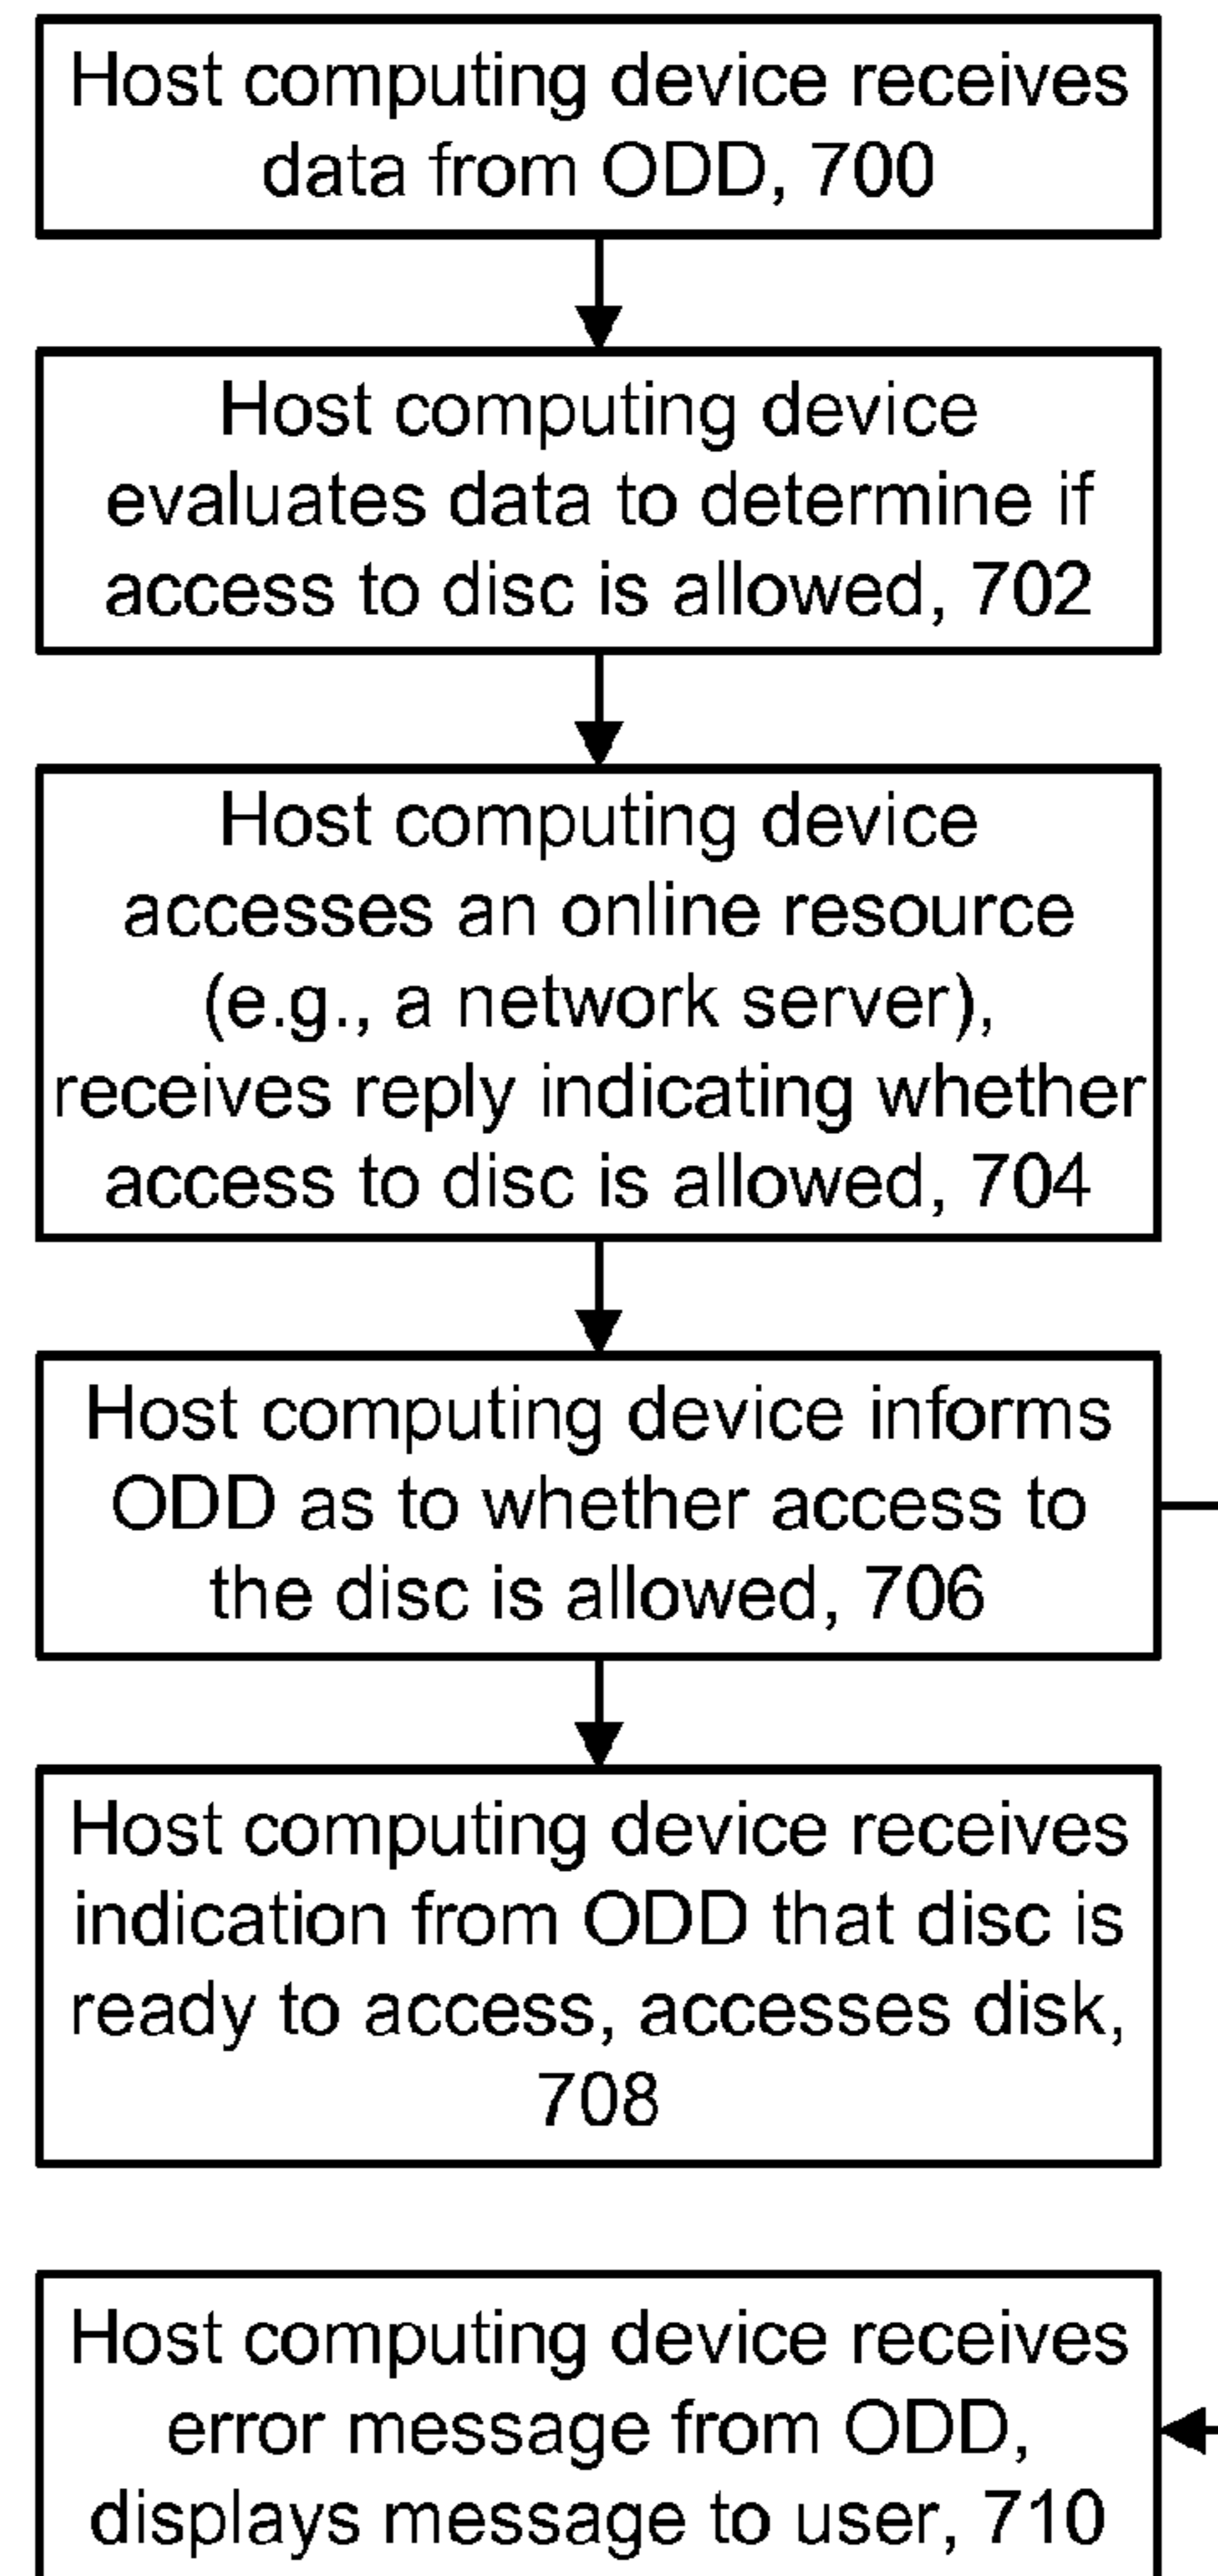 Host computing device receives
data from ODD, 700
Host computing device
evaluates data to determine if
access to disc is allowed, 702
Host computing device
accesses an online resource
(e.g., a network server),
receives reply indicating whether
access to disc is allowed, 704
Host computing device informs
ODD as to whether access to
the disc is allowed, 706
Host computing device receives
indication from ODD that disc is
ready to access, accesses disk,
708
Host computing device receives
error message from ODD,
displays message to user, 710